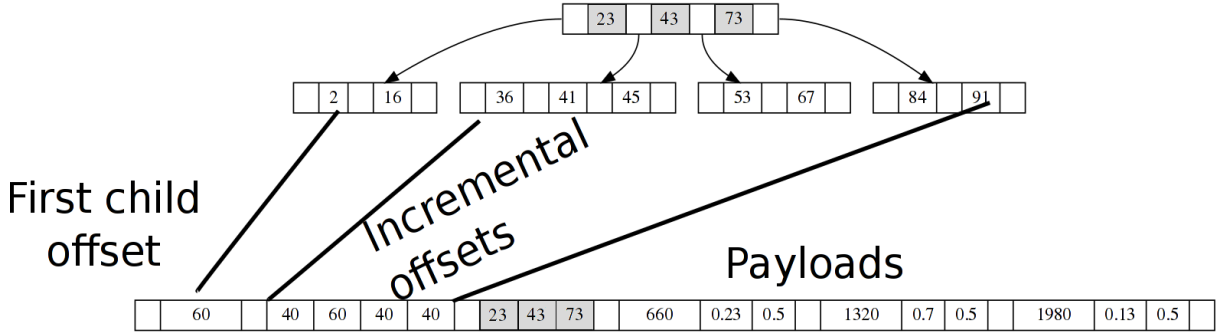 23 43 73
2 16 36 41 45 53 67 84 91
First child
offset
Incremental
offsets
Payloads
60 40 60 40 40 23 43 73 660 0.23 0.5 1320 0.7 0.5 1980 0.13 0.5